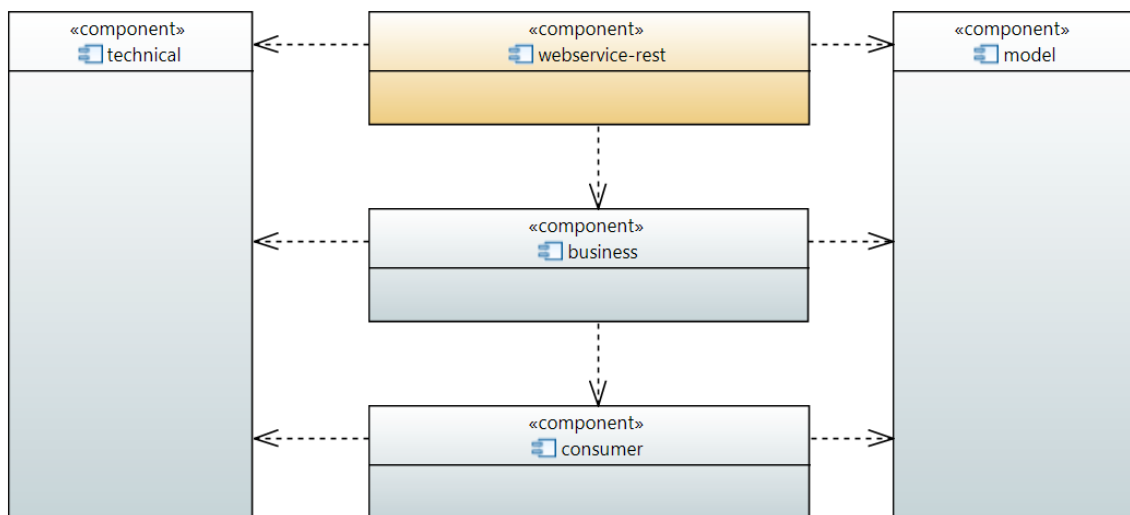 «component»
technical
«component»
webservice-rest
«component»
model
«component»
business
«component»
consumer